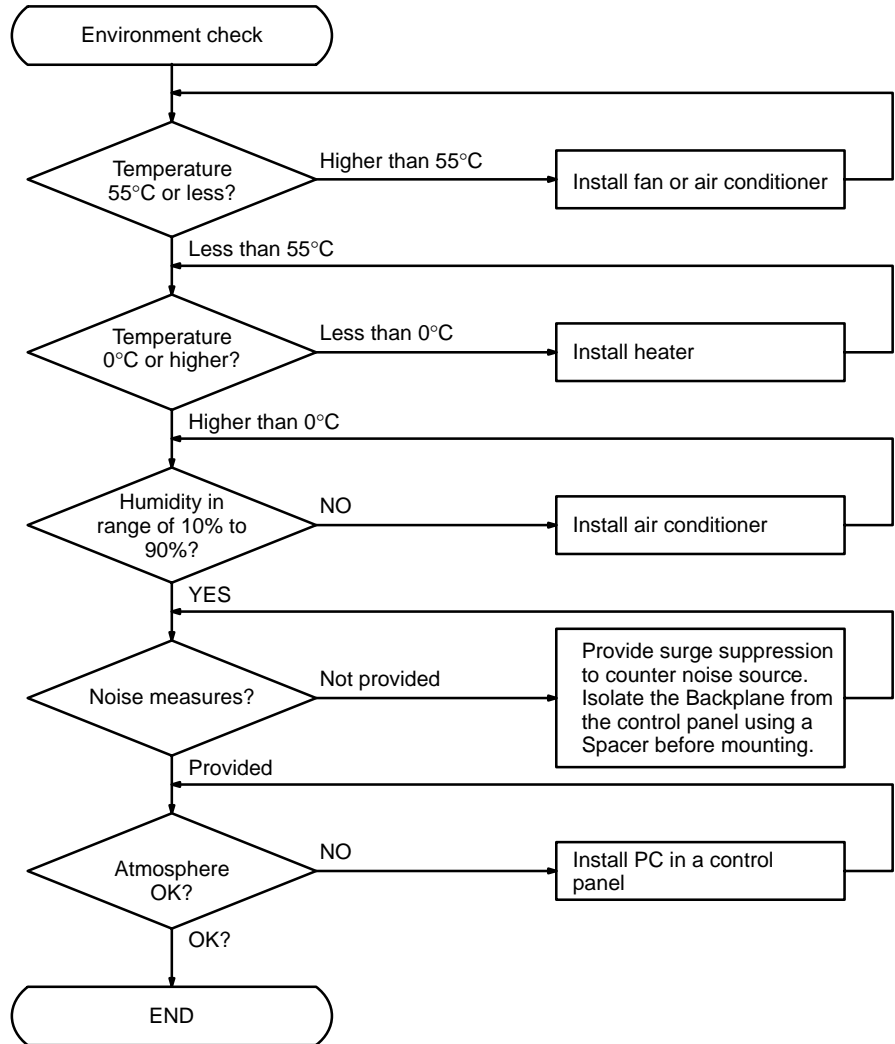 Environment check
Temperature
55°C or less?
Higher than 55°C
Install fan or air conditioner
Less than 55°C
Temperature
0°C or higher?
Less than 0°C
Install heater
Higher than 0°C
Humidity in
range of 10% to
90%?
NO
Install air conditioner
YES
Noise measures?
Not provided
Provide surge suppression
to counter noise source.
Isolate the Backplane from
the control panel using a
Spacer before mounting.
Provided
Atmosphere
OK?
NO
Install PC in a control
panel
OK?
END